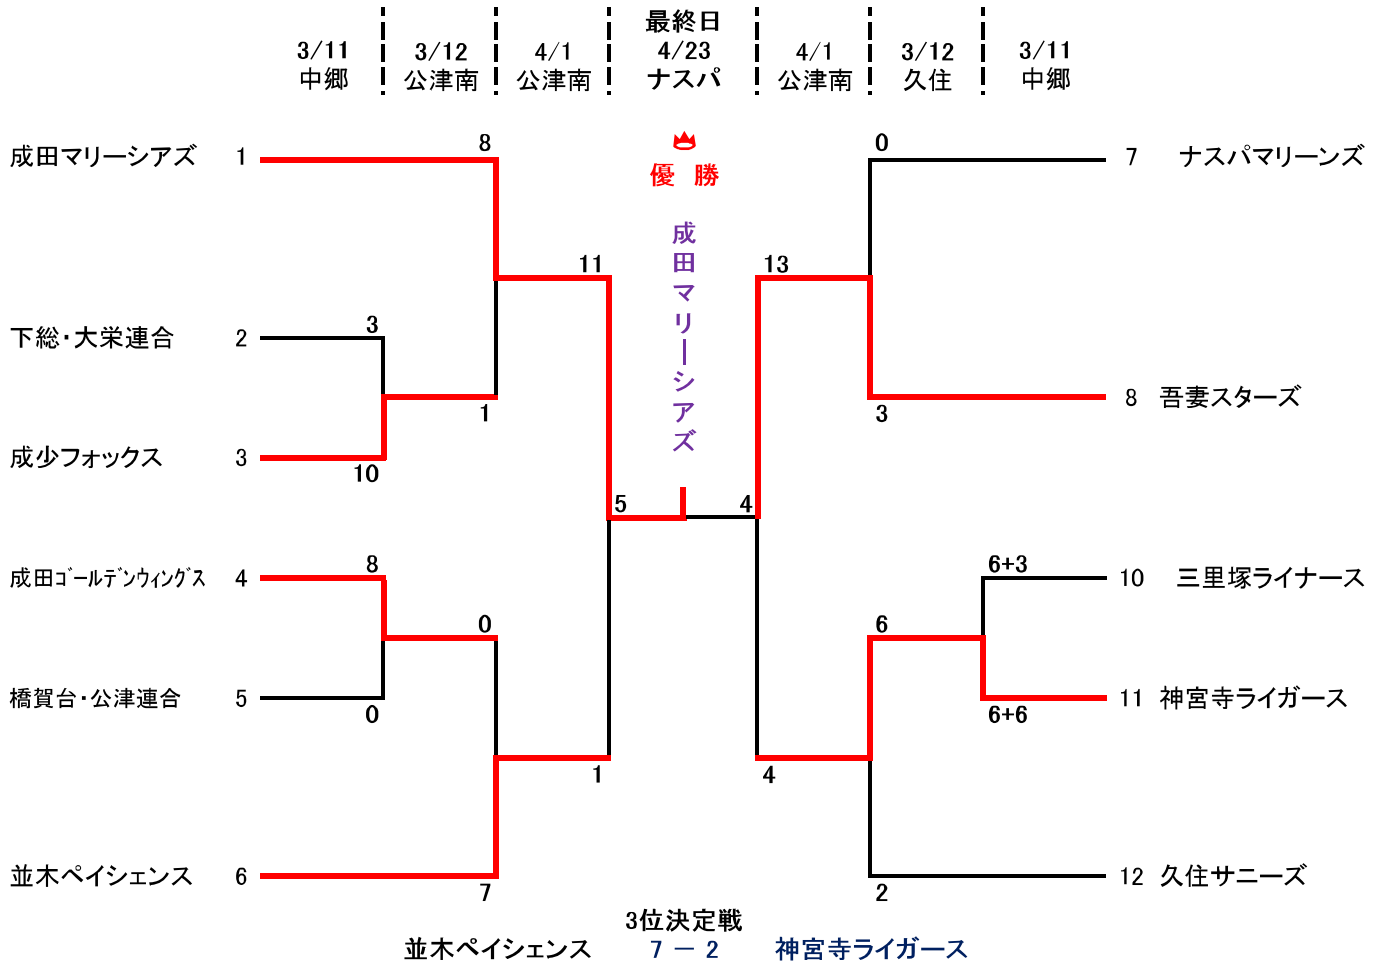 最終日
3/11 3/12 4/1 4/23 4/1 3/12 3/11
中郷 公津南 公津南 ナスパ 公津南 久住 中郷
優 勝
成田マリーシアズ
成田マリーシアズ 1 8
下総・大栄連合 2 3
1
成少フォックス 3 10
11
成田ゴールデンウィングス 4 8
0
橋賀台・公津連合 5 0
1
並木ペイシェンス 6 7
5 4
0 7 ナスパマリーンズ
13
3 8 吾妻スターズ
6+3 10 三里塚ライナース
6
6+6 11 神宮寺ライガース
4
2 12 久住サニーズ
3位決定戦
並木ペイシェンス 7 － 2 神宮寺ライガース